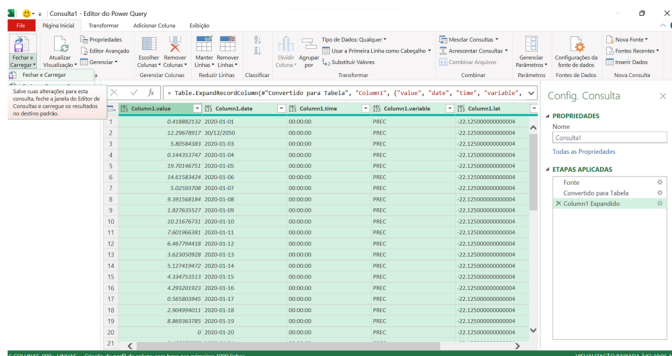 Consulta1 - Editor do Power Query
File Página Inicial Transformar Adicionar Coluna Exibição
Fechar e Carregar
Atualizar Visualização
Propriedades
Editor Avançado
Gerenciar
Escolher Colunas
Remover Colunas
Manter Linhas
Remover Linhas
Dividir Coluna
Agrupar por
Tipo de Dados: Qualquer
Usar a Primeira Linha como Cabeçalho
Substituir Valores
Mesclar Consultas
Acrescentar Consultas
Combinar Arquivos
Gerenciar Parâmetros
Configurações da fonte de dados
Nova Fonte
Fontes Recentes
Inserir Dados
Fechar e Carregar
Gerenciar Colunas Reduzir Linhas Classificar Transformar Combinar Parâmetros Fontes de Dados Nova Consulta
Salve suas alterações para esta
consulta, feche a janela do Editor de
Consultas e carregue os resultados
no destino padrão.
fx = Table.ExpandRecordColumn(#"Convertido para Tabela", "Column1", {"value", "date", "time", "variable",
Column1.value Column1.date Column1.time Column1.variable Column1.lat
1 0.418882132 2020-01-01 00:00:00 PREC -22.125000000000004
2 12.29678917 30/12/2050 00:00:00 PREC -22.125000000000004
3 5.80584383 2020-01-03 00:00:00 PREC -22.125000000000004
4 0.144353747 2020-01-04 00:00:00 PREC -22.125000000000004
5 19.70146751 2020-01-05 00:00:00 PREC -22.125000000000004
6 14.61583424 2020-01-06 00:00:00 PREC -22.125000000000004
7 5.02593708 2020-01-07 00:00:00 PREC -22.125000000000004
8 9.391568184 2020-01-08 00:00:00 PREC -22.125000000000004
9 1.827635527 2020-01-09 00:00:00 PREC -22.125000000000004
10 10.21676731 2020-01-10 00:00:00 PREC -22.125000000000004
11 7.601966381 2020-01-11 00:00:00 PREC -22.125000000000004
12 6.467794418 2020-01-12 00:00:00 PREC -22.125000000000004
13 3.623050928 2020-01-13 00:00:00 PREC -22.125000000000004
14 5.127419472 2020-01-14 00:00:00 PREC -22.125000000000004
15 4.334753513 2020-01-15 00:00:00 PREC -22.125000000000004
16 4.293201923 2020-01-16 00:00:00 PREC -22.125000000000004
17 0.565803945 2020-01-17 00:00:00 PREC -22.125000000000004
18 2.904994011 2020-01-18 00:00:00 PREC -22.125000000000004
19 8.869363785 2020-01-19 00:00:00 PREC -22.125000000000004
20 0 2020-01-20 00:00:00 PREC -22.125000000000004
21
Config. Consulta
PROPRIEDADES
Nome
Consulta1
Todas as Propriedades
ETAPAS APLICADAS
Fonte
Convertido para Tabela
Column1 Expandido